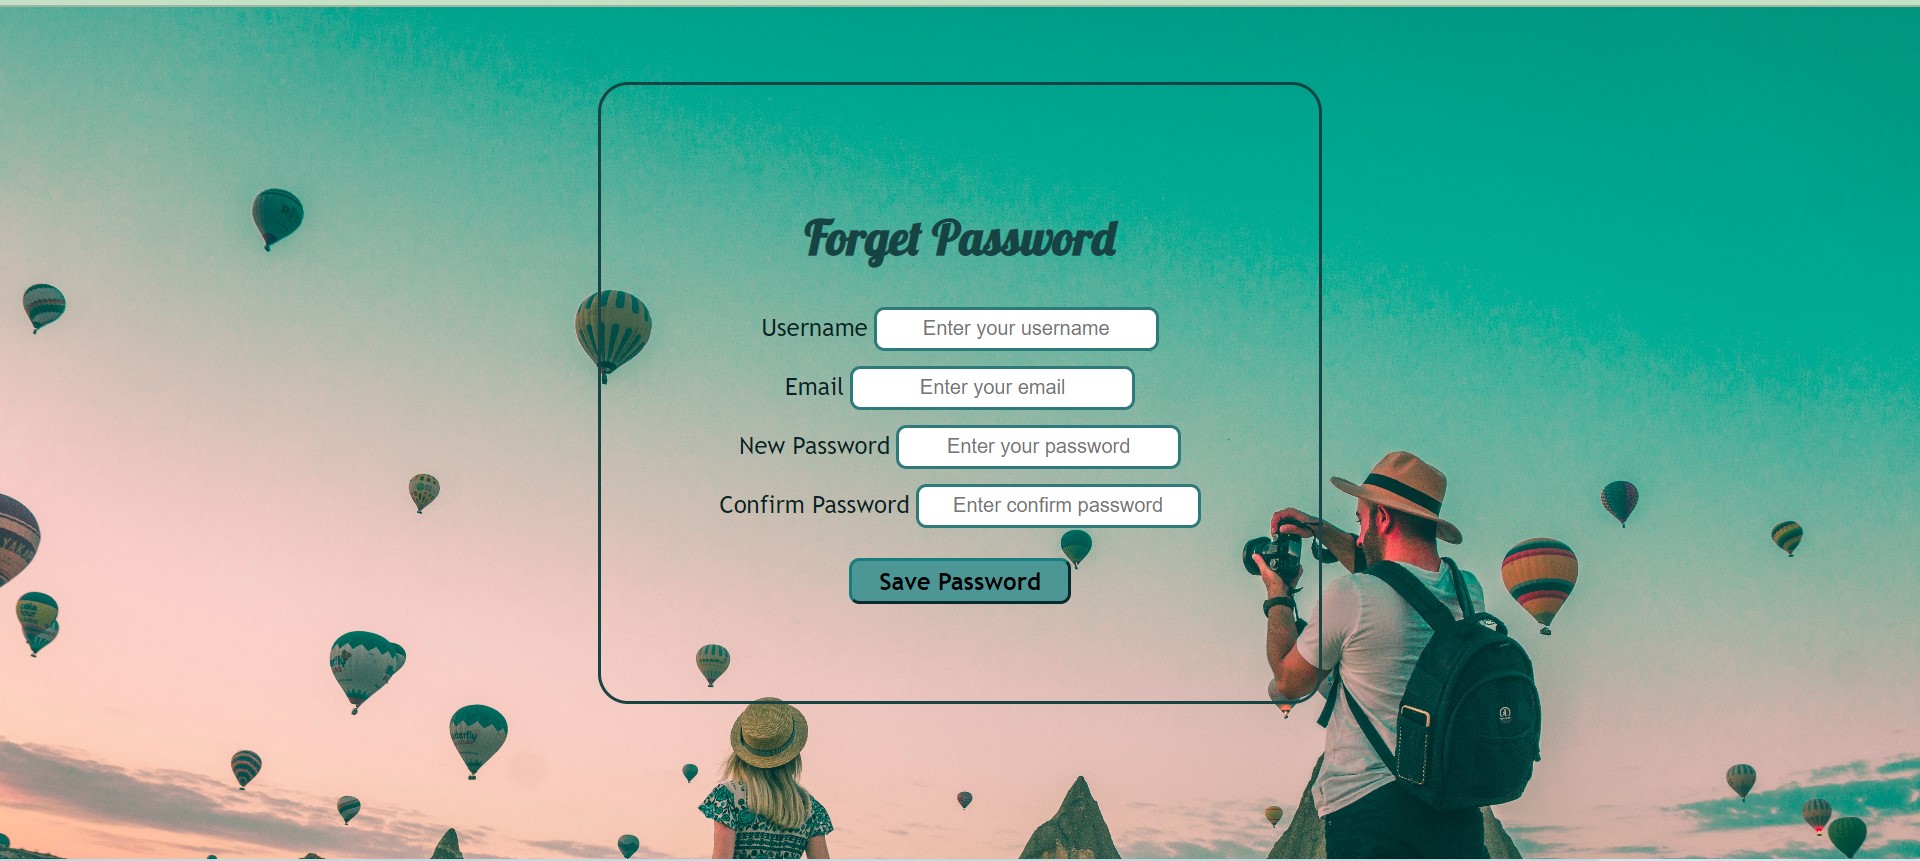 Forget Password
Username Enter your username
Email Enter your email
New Password Enter your password
Confirm Password Enter confirm password
Save Password